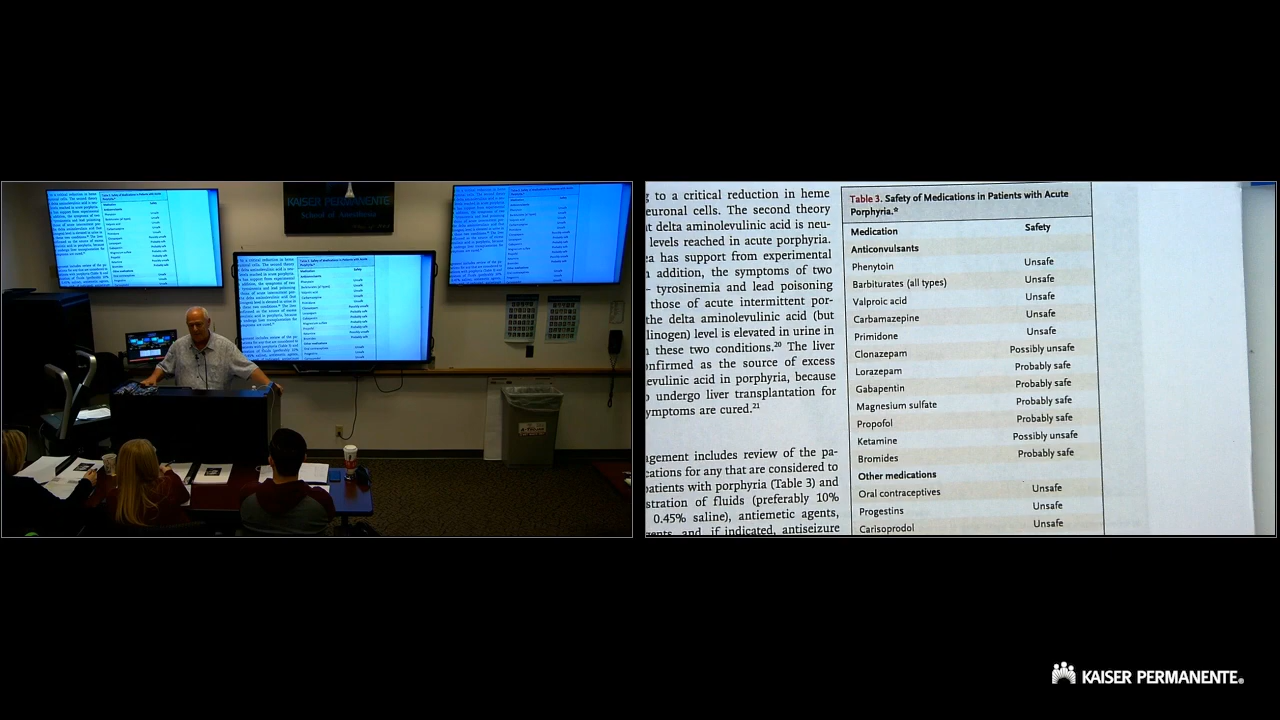 KAISER PERMANENTE
School of Anesthesia
to a critical reduction in heme
euronal cells. The second theory
t delta aminolevulinic acid is neu-
levels reached in acute porphyria.
a has support from experimental
addition, the symptoms of two
– tyrosinemia and lead poisoning
those of acute intermittent por-
the delta aminolevulinic acid (but
ilinogen) level is elevated in urine in
these two conditions.20 The liver
onfirmed as the source of excess
evulinic acid in porphyria, because
undergo liver transplantation for
ymptoms are cured.21
agement includes review of the pa-
cations for any that are considered to
patients with porphyria (Table 3) and
stration of fluids (preferably 10%
0.45% saline), antiemetic agents,
gents, and, if indicated, antiseizure
Table 3. Safety of Medications in Patients with Acute
Porphyria.*
Medication Safety
Anticonvulsants
Phenytoin Unsafe
Barbiturates (all types) Unsafe
Valproic acid Unsafe
Carbamazepine Unsafe
Primidone Unsafe
Clonazepam Possibly unsafe
Lorazepam Probably safe
Gabapentin Probably safe
Magnesium sulfate Probably safe
Propofol Probably safe
Ketamine Possibly unsafe
Bromides Probably safe
Other medications
Oral contraceptives Unsafe
Progestins Unsafe
Carisoprodol Unsafe
KAISER PERMANENTE®